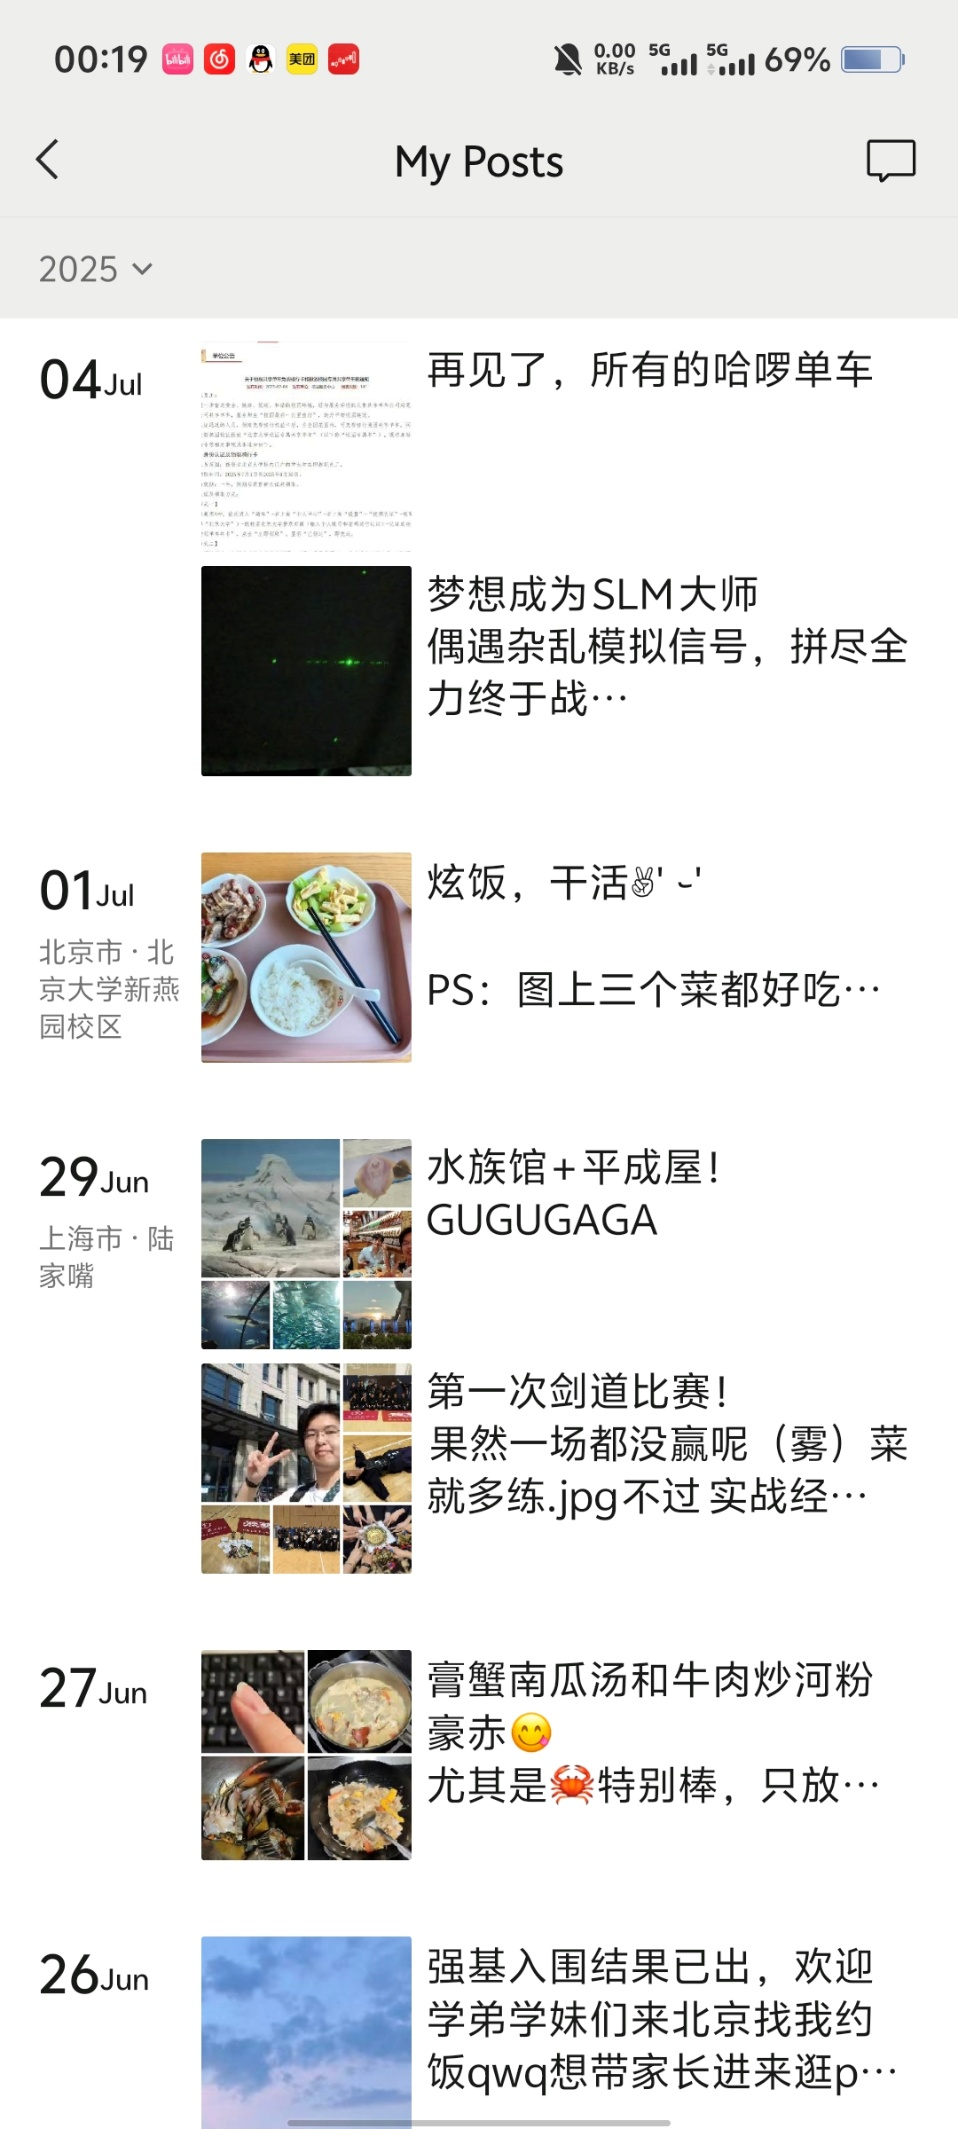 00:19
美团
0.00
KB/s
5G
5G
69%
My Posts
2025
04Jul
再见了，所有的哈啰单车
梦想成为SLM大师
偶遇杂乱模拟信号，拼尽全
力终于战…
01Jul
北京市·北
京大学新燕
园校区
炫饭，干活✌' ᵕ'
PS：图上三个菜都好吃…
29Jun
上海市·陆
家嘴
水族馆+平成屋！
GUGUGAGA
第一次剑道比赛！
果然一场都没赢呢（雾）菜
就多练.jpg不过 实战经…
27Jun
膏蟹南瓜汤和牛肉炒河粉
豪赤😋
尤其是🦀特别棒，只放…
26Jun
强基入围结果已出，欢迎
学弟学妹们来北京找我约
饭qwq想带家长进来逛p…